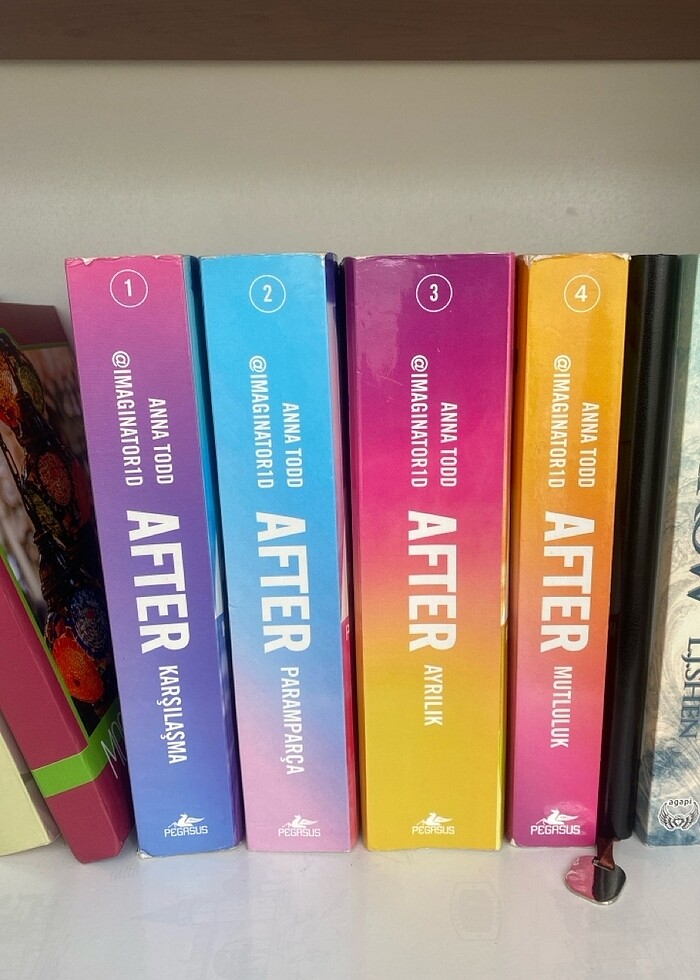 1
ANNA TODD
@IMAGINATOR1D
AFTER
KARŞILAŞMA
PEGASUS
2
ANNA TODD
@IMAGINATOR1D
AFTER
PARAMPARÇA
PEGASUS
3
ANNA TODD
@IMAGINATOR1D
AFTER
AYRILIK
PEGASUS
4
ANNA TODD
@IMAGINATOR1D
AFTER
MUTLULUK
PEGASUS
agapi